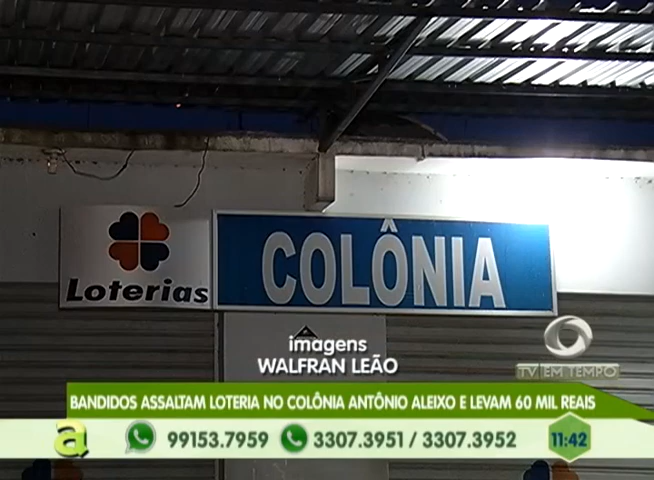 Loterias
COLÔNIA
imagens
WALFRAN LEÃO
TV EM TEMPO
BANDIDOS ASSALTAM LOTERIA NO COLÔNIA ANTÔNIO ALEIXO E LEVAM 60 MIL REAIS
a 99153.7959 3307.3951 / 3307.3952 11:42